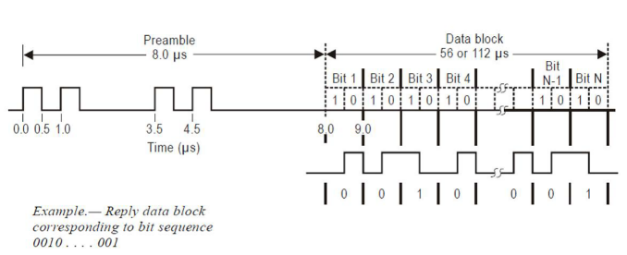 Preamble
8.0 µs
Data block
56 or 112 µs
Bit 1 Bit 2 Bit 3 Bit 4 Bit N-1 Bit N
1 0 1 0 1 0 1 0 1 0 1 0
0.0 0.5 1.0 3.5 4.5 8.0 9.0
Time (µs)
0 0 1 0 0 0 1
Example.— Reply data block
corresponding to bit sequence
0010 . . . . 001